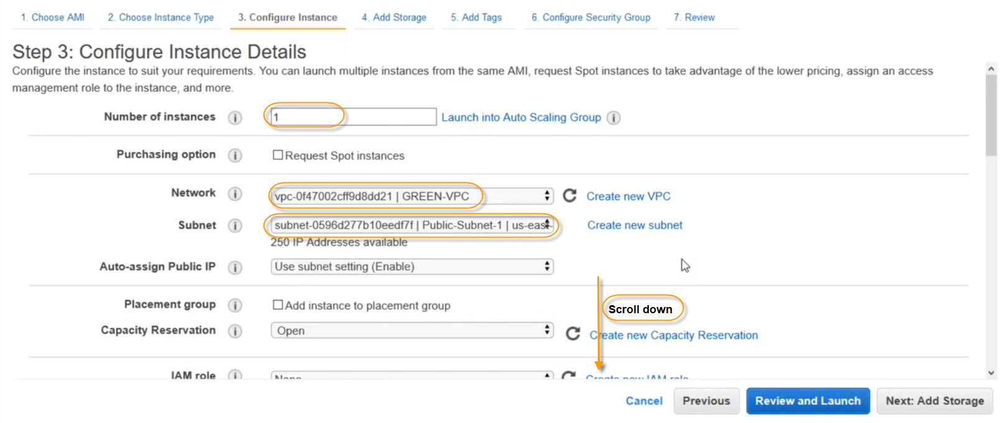 1. Choose AMI 2. Choose Instance Type 3. Configure Instance 4. Add Storage 5. Add Tags 6. Configure Security Group 7. Review
Step 3: Configure Instance Details
Configure the instance to suit your requirements. You can launch multiple instances from the same AMI, request Spot instances to take advantage of the lower pricing, assign an access
management role to the instance, and more.
Number of instances i 1 Launch into Auto Scaling Group i
Purchasing option i Request Spot instances
Network i vpc-0f47002cff9d8dd21 | GREEN-VPC Create new VPC
Subnet i subnet-0596d277b10eedf7f | Public-Subnet-1 | us-east- Create new subnet
250 IP Addresses available
Auto-assign Public IP i Use subnet setting (Enable)
Placement group i Add instance to placement group
Scroll down
Capacity Reservation i Open Create new Capacity Reservation
IAM role i None Create new IAM role
Cancel Previous Review and Launch Next: Add Storage